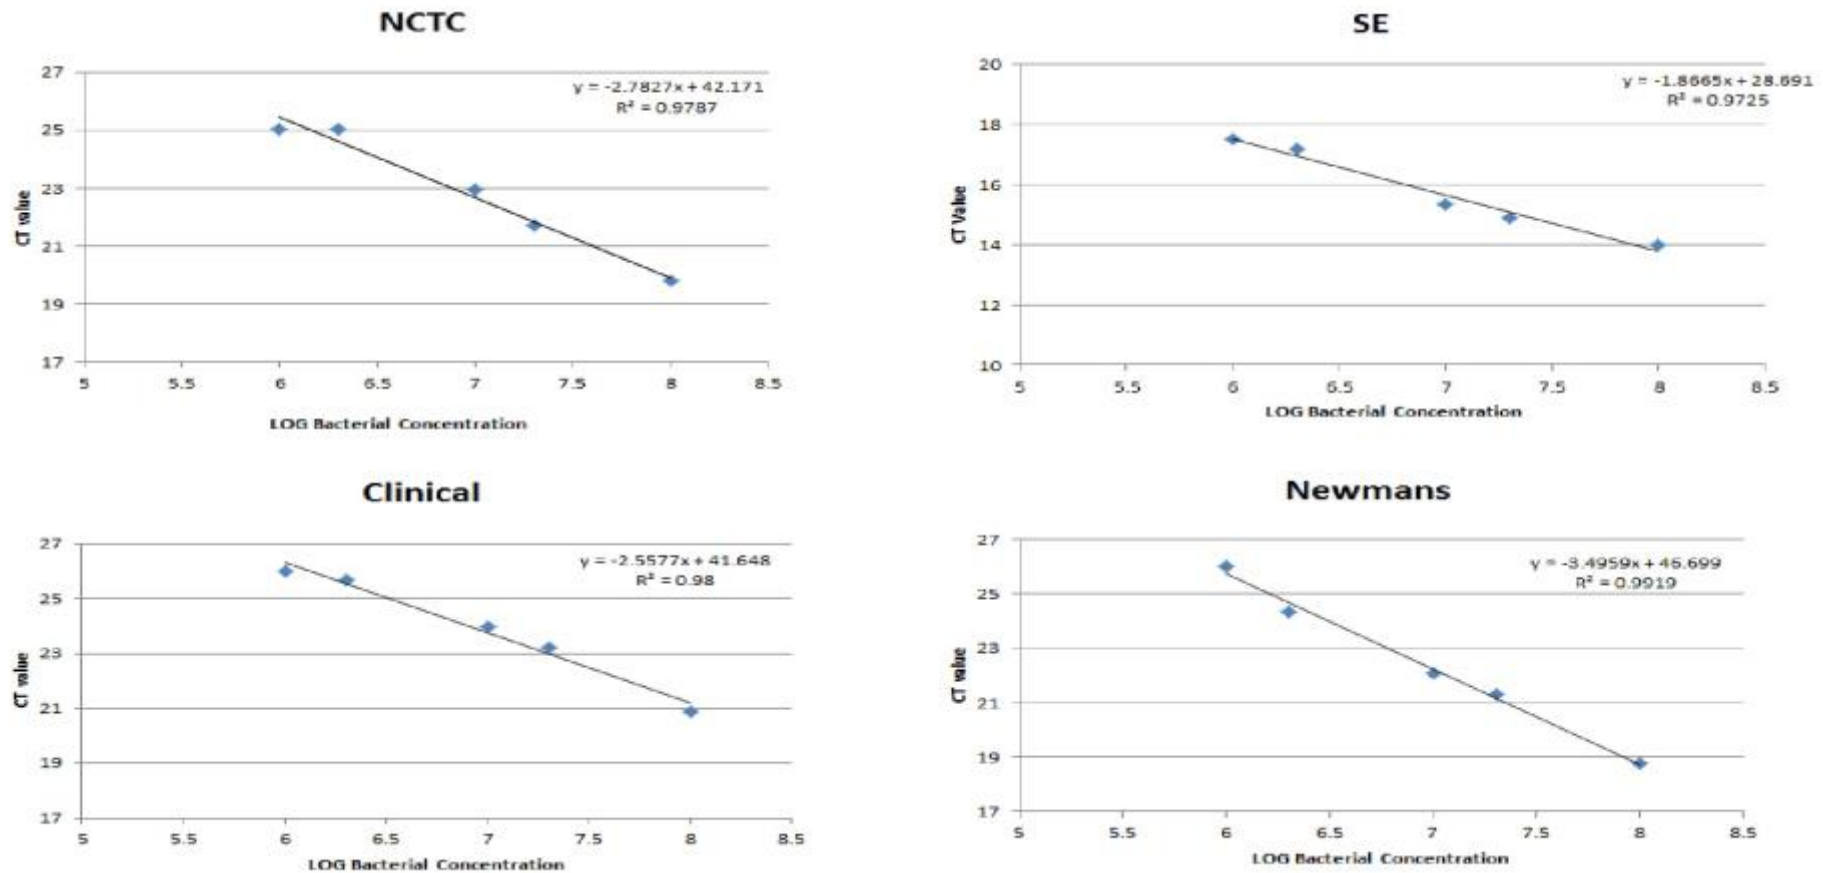 NCTC
27
25
23
21
19
17
CT value
y = -2.7827x + 42.171
R² = 0.9787
5 5.5 6 6.5 7 7.5 8 8.5
LOG Bacterial Concentration
SE
20
18
16
14
12
10
CT Value
y = -1.8665x + 28.691
R² = 0.9725
5 5.5 6 6.5 7 7.5 8 8.5
LOG Bacterial Concentration
Clinical
27
25
23
21
19
17
CT value
y = -2.5577x + 41.648
R² = 0.98
5 5.5 6 6.5 7 7.5 8 8.5
LOG Bacterial Concentration
Newmans
27
25
23
21
19
17
CT value
y = -3.4959x + 46.699
R² = 0.9919
5 5.5 6 6.5 7 7.5 8 8.5
LOG Bacterial Concentration